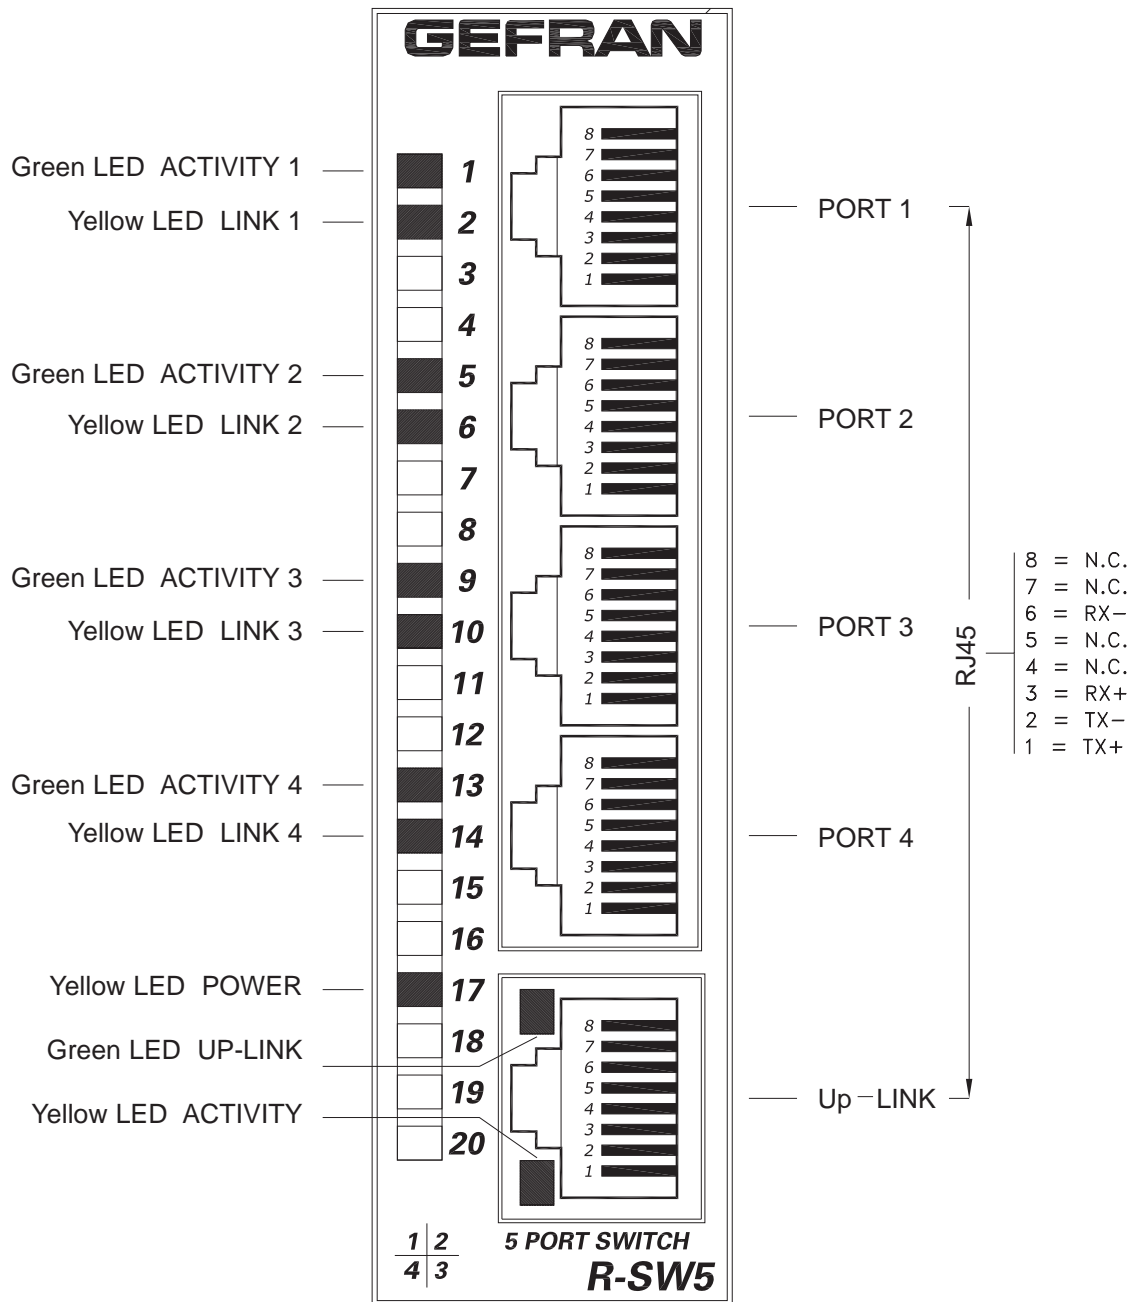 GEFRAN
Green LED ACTIVITY 1
Yellow LED LINK 1
Green LED ACTIVITY 2
Yellow LED LINK 2
Green LED ACTIVITY 3
Yellow LED LINK 3
Green LED ACTIVITY 4
Yellow LED LINK 4
Yellow LED POWER
Green LED UP-LINK
Yellow LED ACTIVITY
1
2
3
4
5
6
7
8
9
10
11
12
13
14
15
16
17
18
19
20
8
7
6
5
4
3
2
1
8
7
6
5
4
3
2
1
8
7
6
5
4
3
2
1
8
7
6
5
4
3
2
1
8
7
6
5
4
3
2
1
PORT 1
PORT 2
PORT 3
PORT 4
Up-LINK
RJ45
8 = N.C.
7 = N.C.
6 = RX-
5 = N.C.
4 = N.C.
3 = RX+
2 = TX-
1 = TX+
1 2
4 3
5 PORT SWITCH
R-SW5